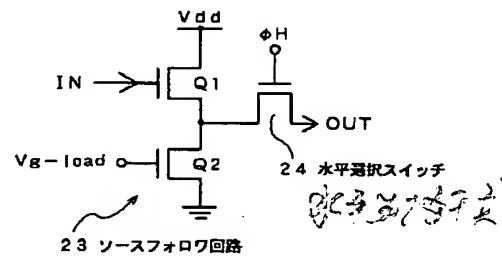 Vdd
φH
IN
Q1
OUT
Vg-load
Q2
24 水平選択スイッチ
23 ソースフォロワ回路